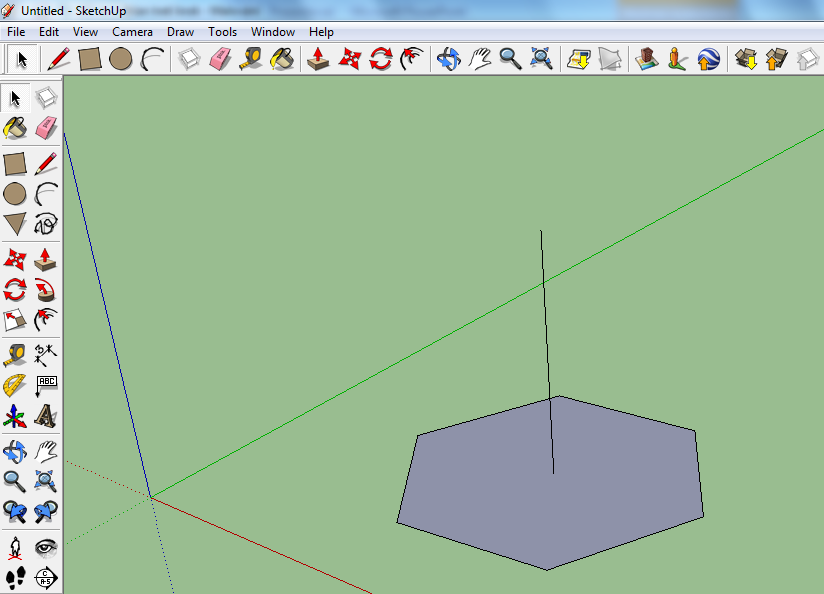 Untitled - SketchUp
File Edit View Camera Draw Tools Window Help
ABC
A